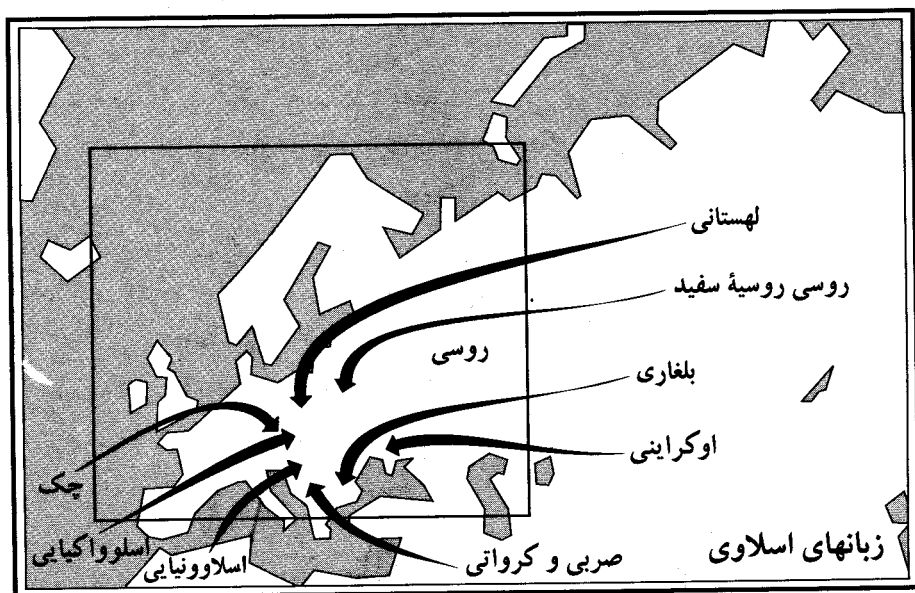 لهستانی
روسی روسیهٔ سفید
روسی
بلغاری
اوکراینی
چک
اسلوواکیایی
اسلاوونیایی
صربی و کرواتی
زبانهای اسلاوی